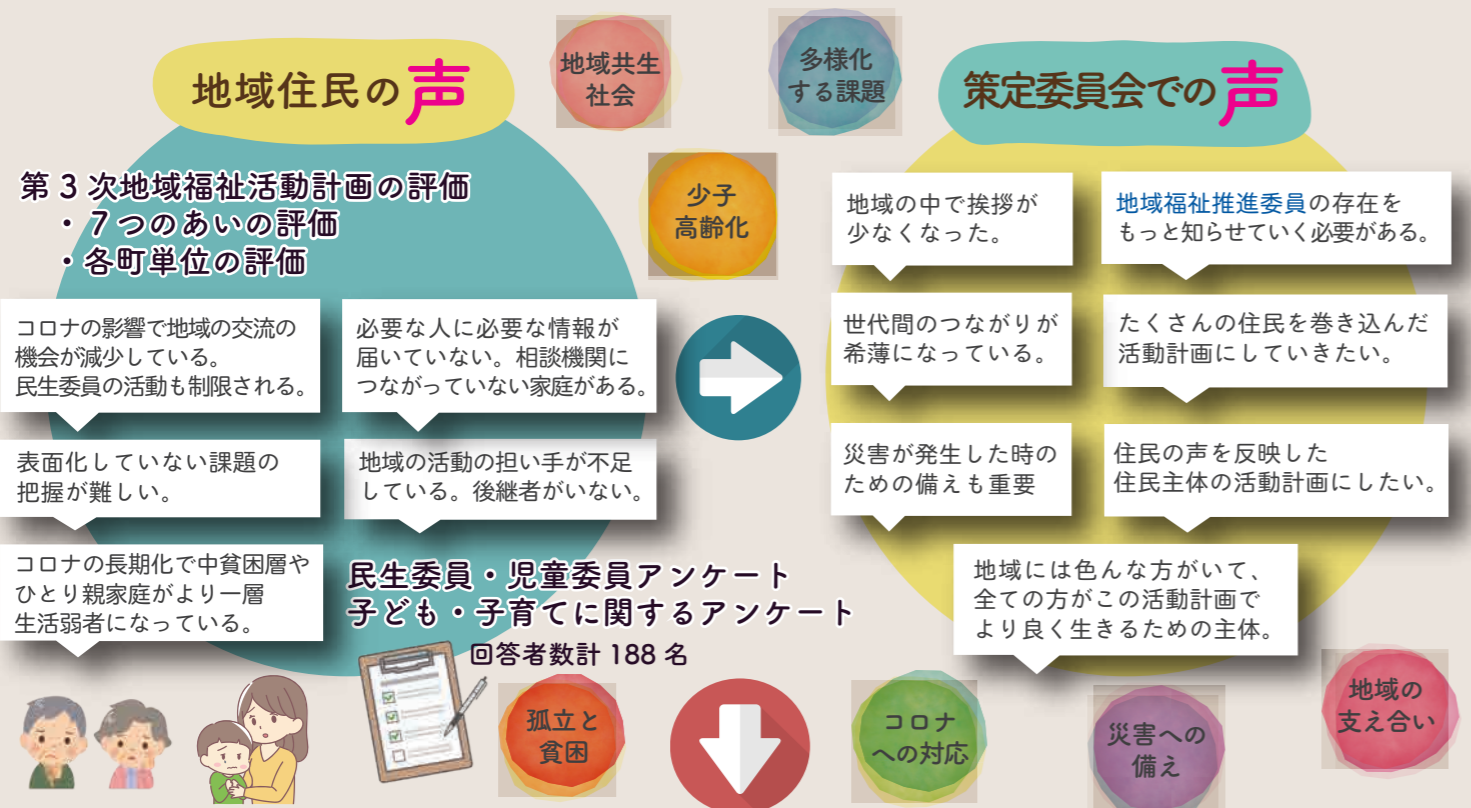 地域住民の声
第3次地域福祉活動計画の評価
・7つのあいの評価
・各町単位の評価
コロナの影響で地域の交流の
機会が減少している。
民生委員の活動も制限される。
必要な人に必要な情報が
届いていない。相談機関に
つながっていない家庭がある。
表面化していない課題の
把握が難しい。
地域の活動の担い手が不足
している。後継者がいない。
コロナの長期化で中貧困層や
ひとり親家庭がより一層
生活弱者になっている。
民生委員・児童委員アンケート
子ども・子育てに関するアンケート
回答者数計 188 名
地域共生
社会
多様化
する課題
少子
高齢化
策定委員会での声
地域の中で挨拶が
少なくなった。
地域福祉推進委員の存在を
もっと知らせていく必要がある。
世代間のつながりが
希薄になっている。
たくさんの住民を巻き込んだ
活動計画にしていきたい。
災害が発生した時の
ための備えも重要
住民の声を反映した
住民主体の活動計画にしたい。
地域には色んな方がいて、
全ての方がこの活動計画で
より良く生きるための主体。
孤立と
貧困
コロナ
への対応
災害への
備え
地域の
支え合い